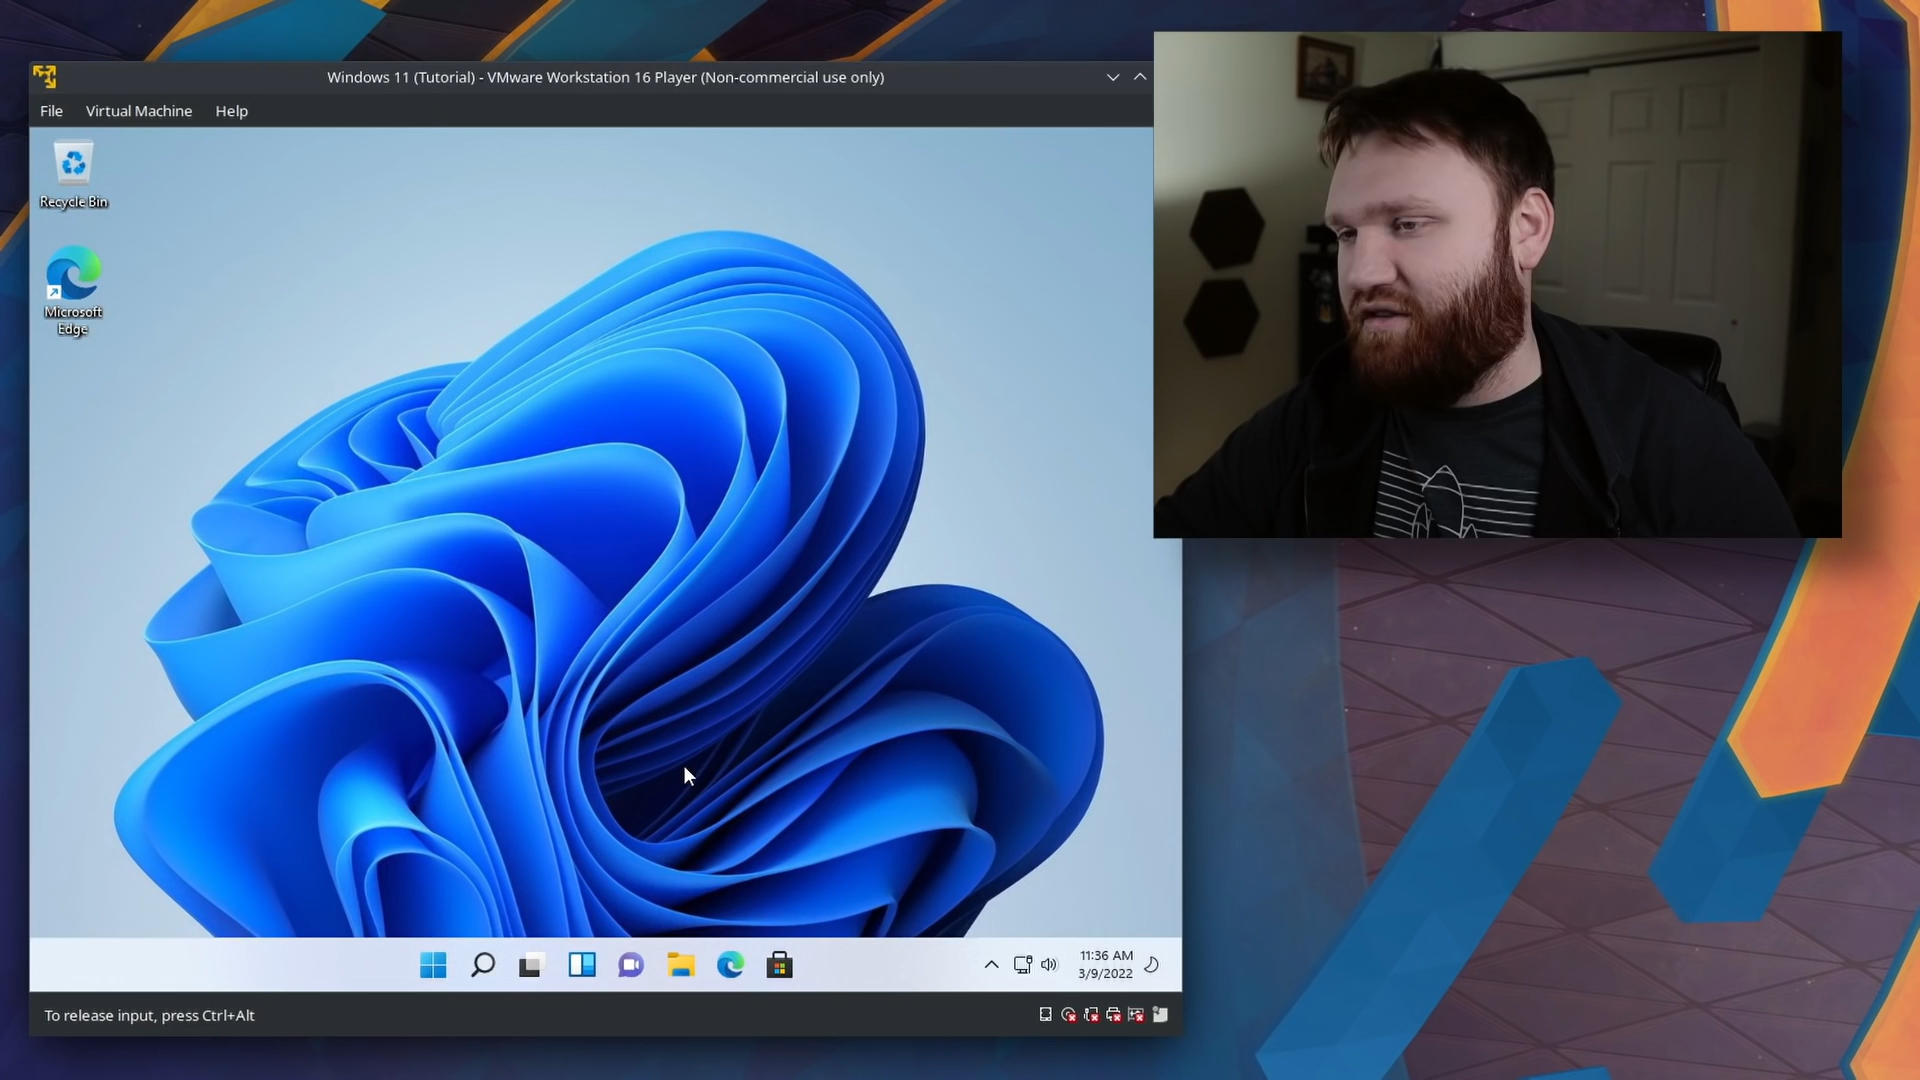 Windows 11 (Tutorial) - VMware Workstation 16 Player (Non-commercial use only)
File Virtual Machine Help
Recycle Bin
Microsoft
Edge
11:36 AM
3/9/2022
To release input, press Ctrl+Alt